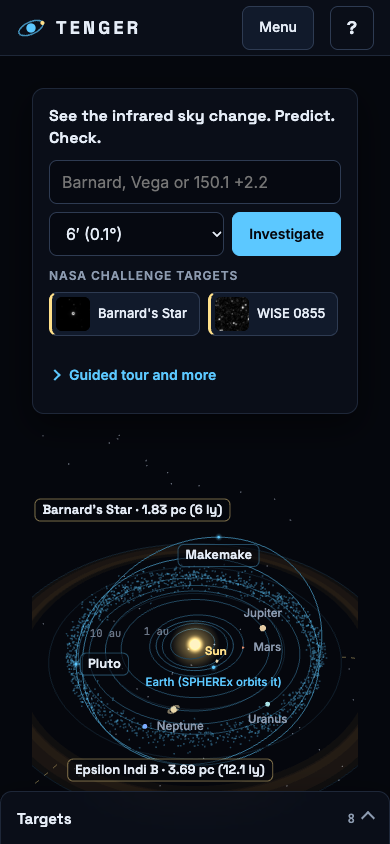 TENGER
Menu
?
See the infrared sky change. Predict.
Check.
Barnard, Vega or 150.1 +2.2
6′ (0.1°)
Investigate
NASA CHALLENGE TARGETS
Barnard's Star
WISE 0855
Guided tour and more
Barnard's Star · 1.83 pc (6 ly)
Makemake
Jupiter
10 au
1 au
Sun
Mars
Pluto
Earth (SPHEREx orbits it)
Neptune
Uranus
Epsilon Indi B · 3.69 pc (12.1 ly)
Targets
8